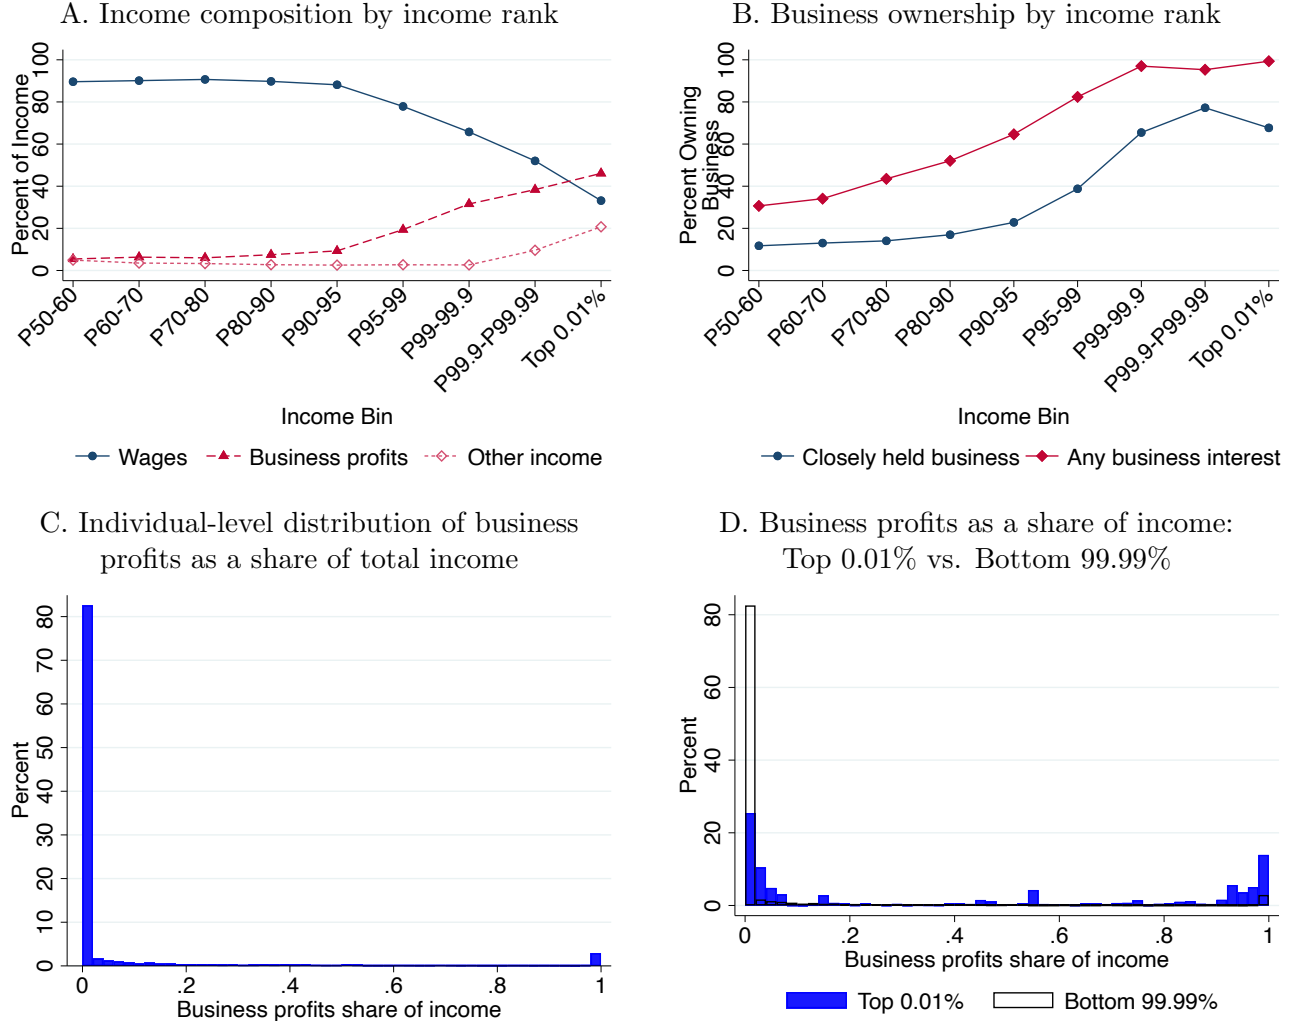 A. Income composition by income rank
Percent of Income
100
80
60
40
20
0
P50-60
P60-70
P70-80
P80-90
P90-95
P95-99
P99-99.9
P99.9-P99.99
Top 0.01%
Income Bin
Wages
Business profits
Other income
B. Business ownership by income rank
Percent Owning
Business
100
80
60
40
20
0
P50-60
P60-70
P70-80
P80-90
P90-95
P95-99
P99-99.9
P99.9-P99.99
Top 0.01%
Income Bin
Closely held business
Any business interest
C. Individual-level distribution of business
profits as a share of total income
Percent
80
70
60
50
40
30
20
10
0
0 .2 .4 .6 .8 1
Business profits share of income
D. Business profits as a share of income:
Top 0.01% vs. Bottom 99.99%
Percent
80
60
40
20
0
0 .2 .4 .6 .8 1
Business profits share of income
Top 0.01%
Bottom 99.99%